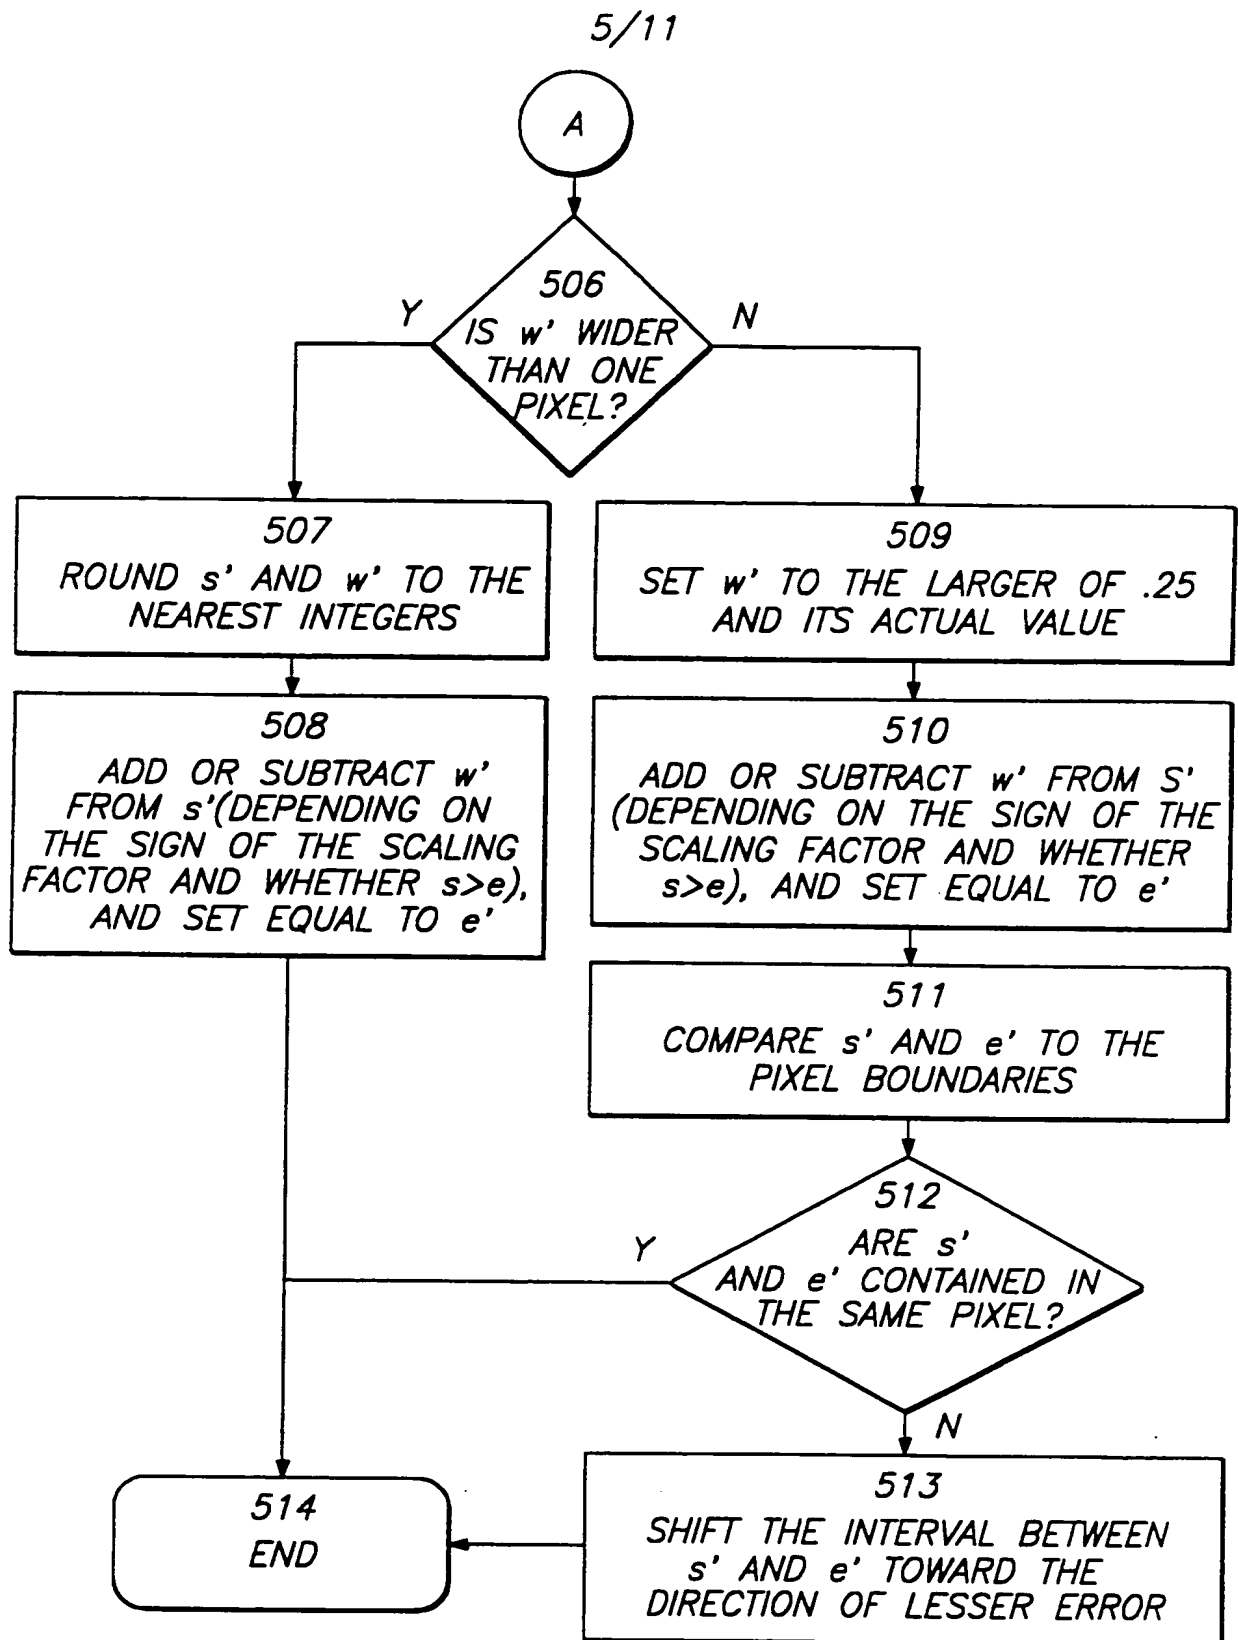 5/11
A
506
IS w' WIDER
THAN ONE
PIXEL?
Y
N
507
ROUND s' AND w' TO THE
NEAREST INTEGERS
509
SET w' TO THE LARGER OF .25
AND ITS ACTUAL VALUE
508
ADD OR SUBTRACT w'
FROM s'(DEPENDING ON
THE SIGN OF THE SCALING
FACTOR AND WHETHER s>e),
AND SET EQUAL TO e'
510
ADD OR SUBTRACT w' FROM S'
(DEPENDING ON THE SIGN OF THE
SCALING FACTOR AND WHETHER
s>e), AND SET EQUAL TO e'
511
COMPARE s' AND e' TO THE
PIXEL BOUNDARIES
512
ARE s'
AND e' CONTAINED IN
THE SAME PIXEL?
Y
N
513
SHIFT THE INTERVAL BETWEEN
s' AND e' TOWARD THE
DIRECTION OF LESSER ERROR
514
END